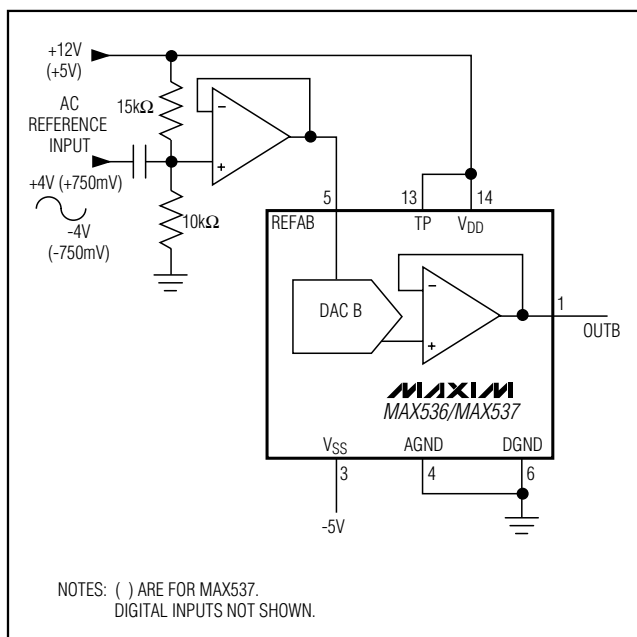 +12V
(+5V)
AC
REFERENCE
INPUT
15kΩ
−
+
+4V (+750mV)
-4V
(-750mV)
10kΩ
5
13
14
REFAB
TP
VDD
DAC B
−
+
1
OUTB
MAXIM
MAX536/MAX537
VSS
AGND
DGND
3
4
6
-5V
NOTES: ( ) ARE FOR MAX537.
DIGITAL INPUTS NOT SHOWN.